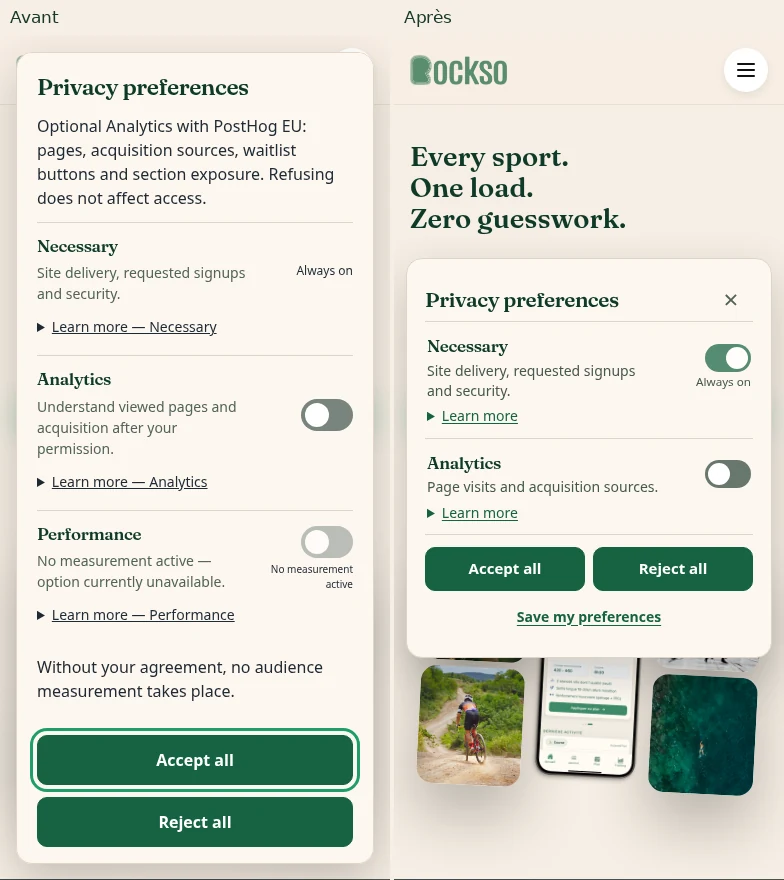 Avant
Privacy preferences
Optional Analytics with PostHog EU:
pages, acquisition sources, waitlist
buttons and section exposure. Refusing
does not affect access.
Necessary
Site delivery, requested signups
and security.
Always on
Learn more — Necessary
Analytics
Understand viewed pages and
acquisition after your
permission.
Learn more — Analytics
Performance
No measurement active —
option currently unavailable.
No measurement
active
Learn more — Performance
Without your agreement, no audience
measurement takes place.
Accept all
Reject all
Après
ROCKSO
Every sport.
One load.
Zero guesswork.
Privacy preferences
Necessary
Site delivery, requested signups
and security.
Always on
Learn more
Analytics
Page visits and acquisition sources.
Learn more
Accept all
Reject all
Save my preferences